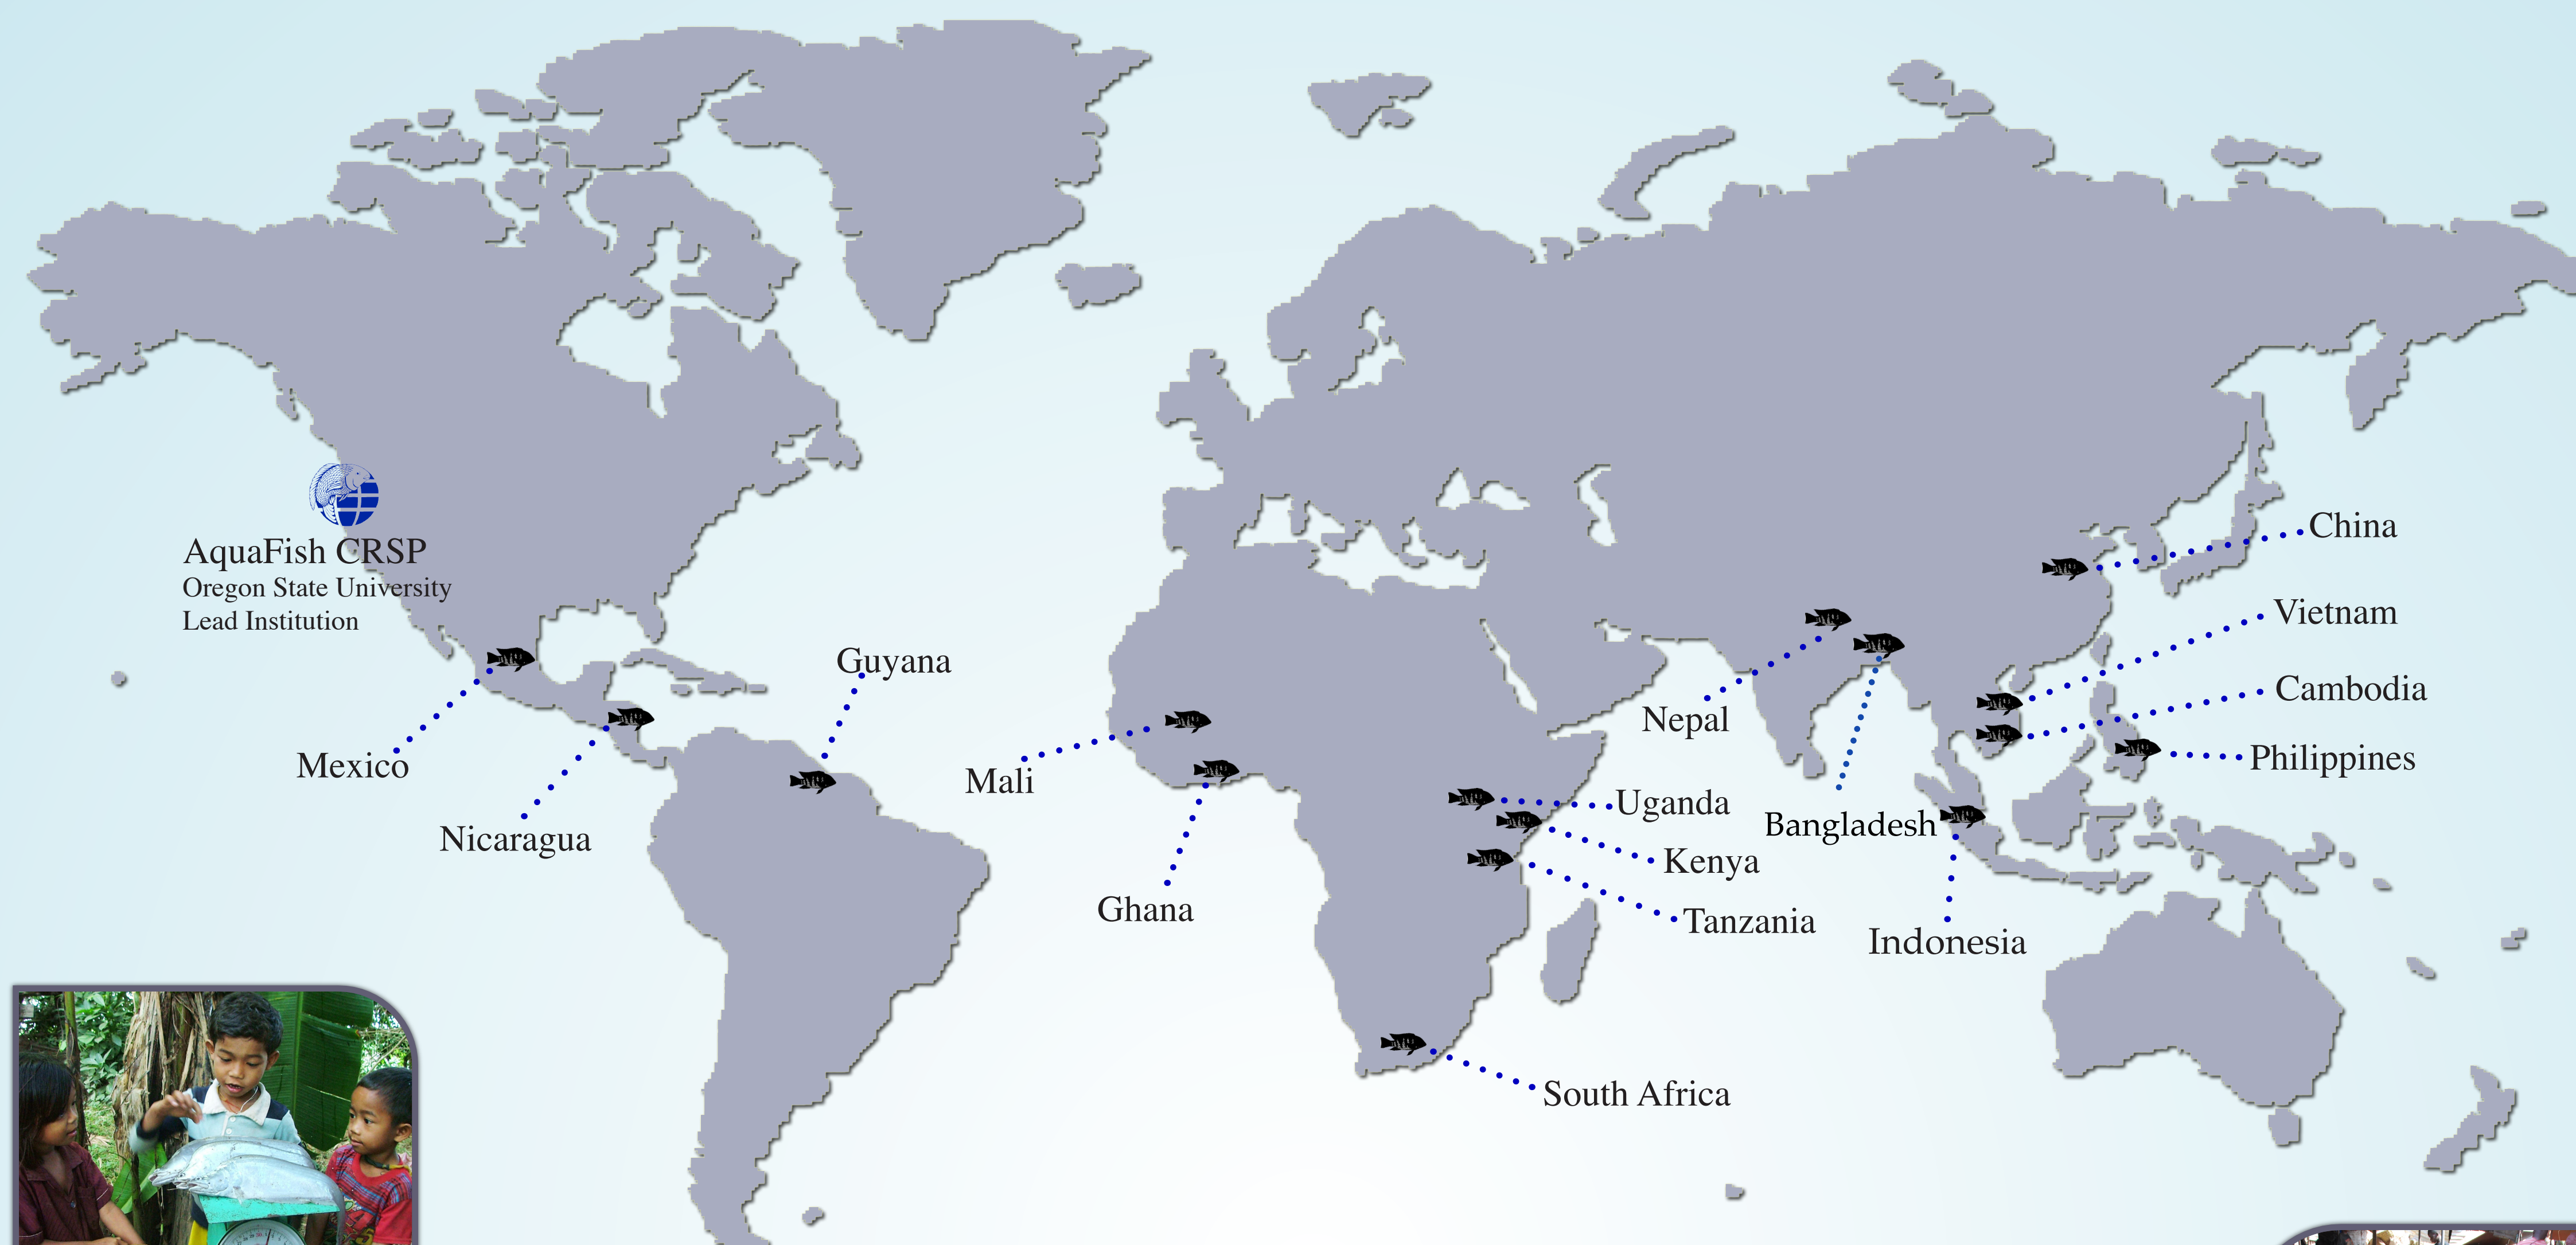 AquaFish CRSP
Oregon State University
Lead Institution
Mexico
Nicaragua
Guyana
Mali
Ghana
Uganda
Kenya
Tanzania
South Africa
Nepal
Bangladesh
Indonesia
China
Vietnam
Cambodia
Philippines